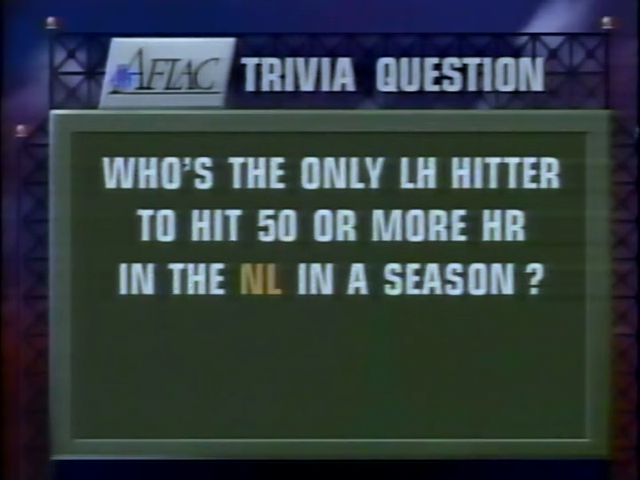 AFLAC TRIVIA QUESTION
WHO'S THE ONLY LH HITTER
TO HIT 50 OR MORE HR
IN THE NL IN A SEASON ?